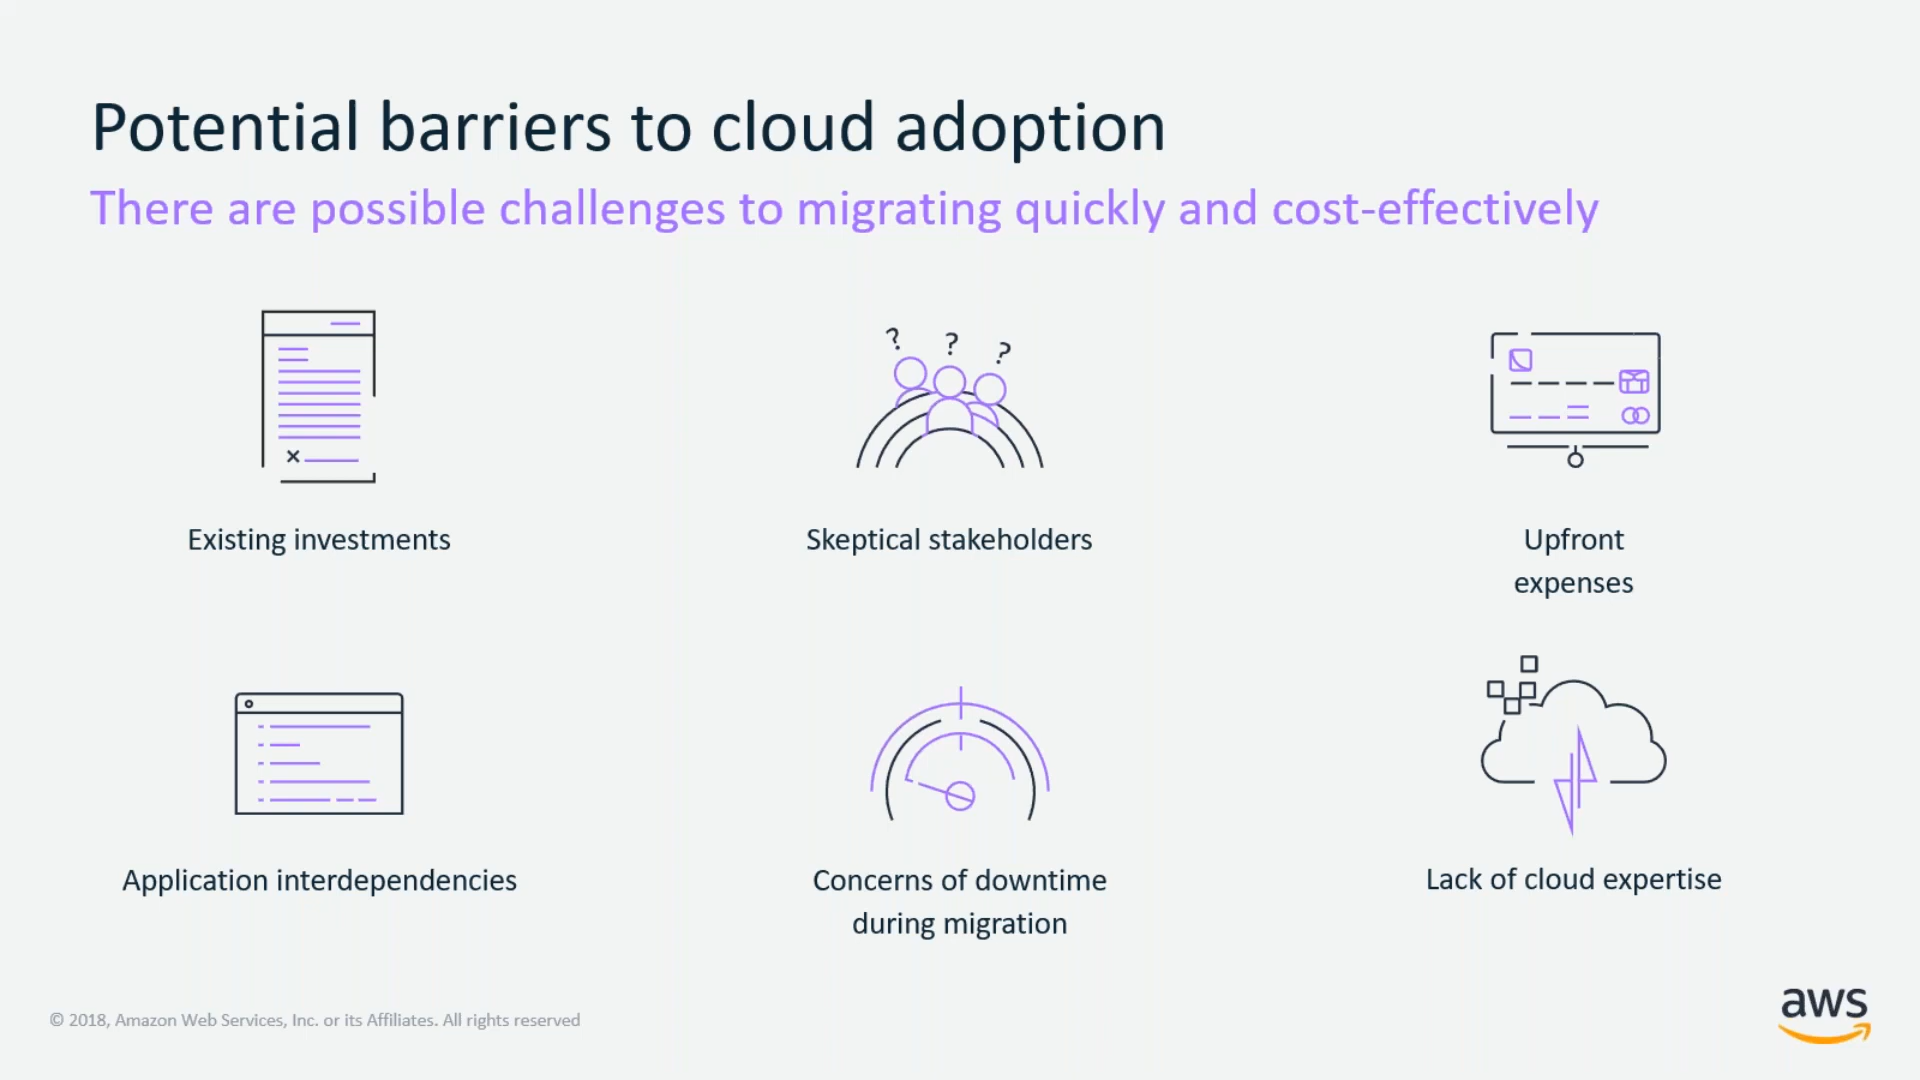 Potential barriers to cloud adoption
There are possible challenges to migrating quickly and cost-effectively
? ? ?
Existing investments
Skeptical stakeholders
Upfront
expenses
Application interdependencies
Concerns of downtime
during migration
Lack of cloud expertise
© 2018, Amazon Web Services, Inc. or its Affiliates. All rights reserved
aws